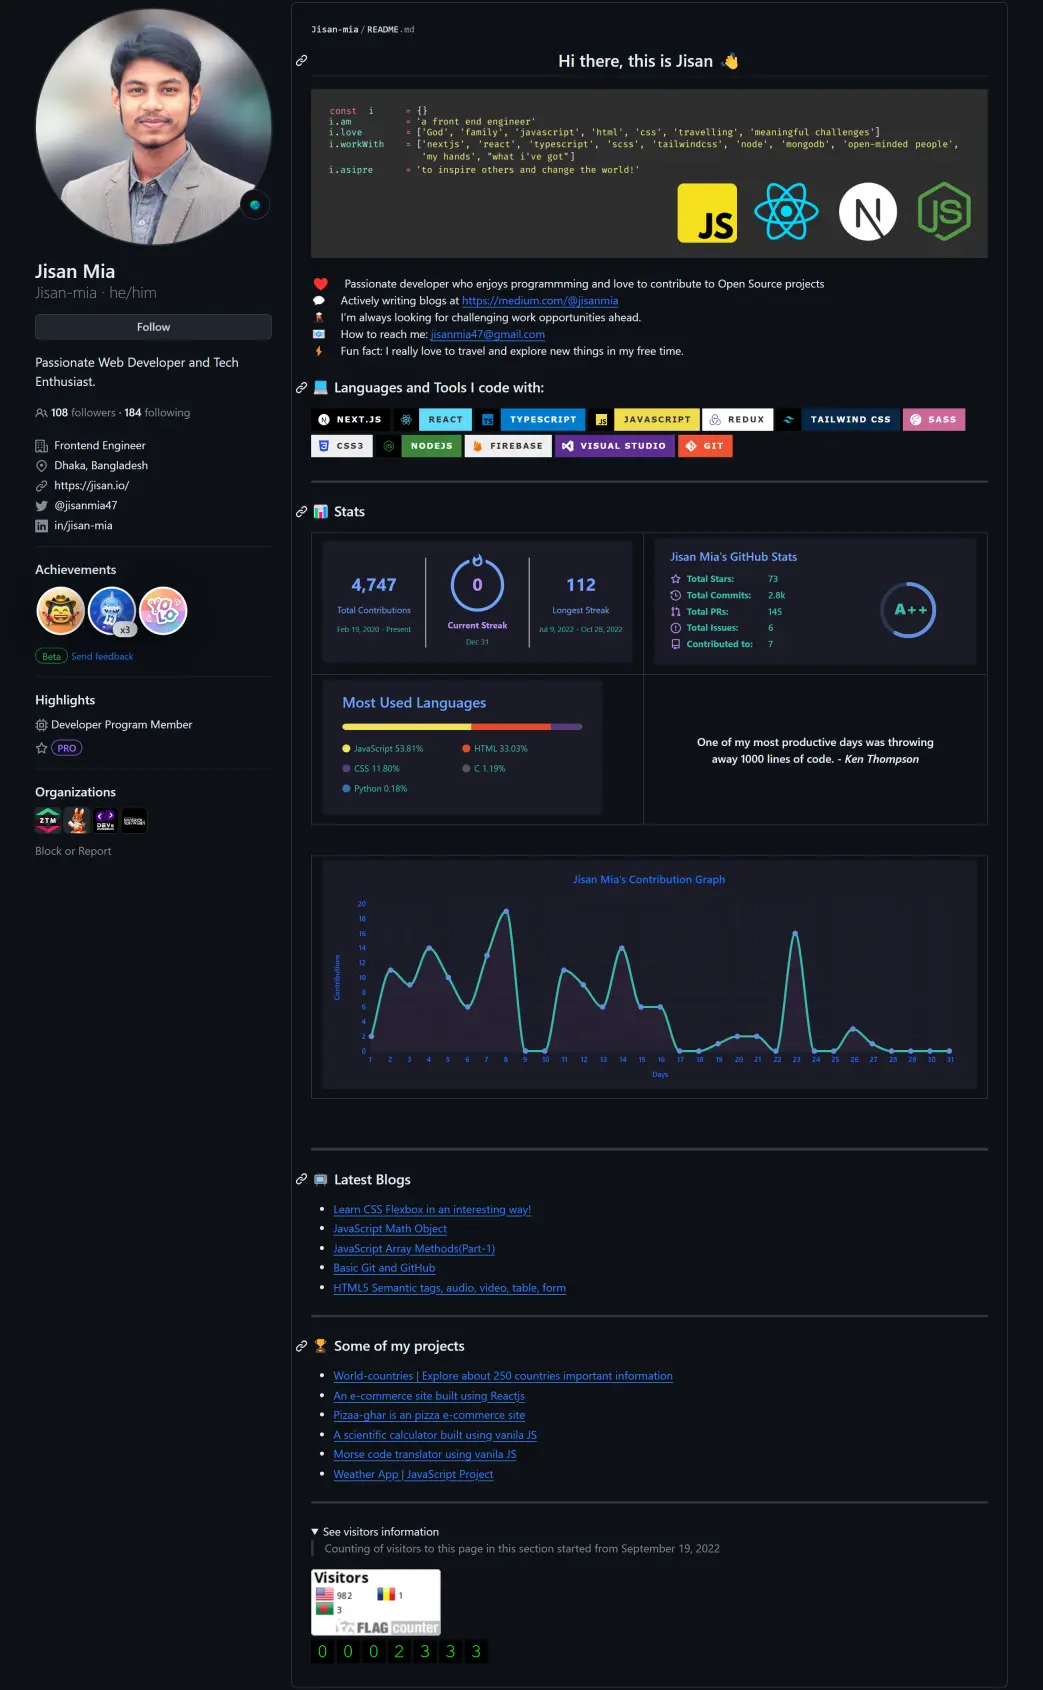 Jisan Mia
Jisan-mia · he/him
Follow
Passionate Web Developer and Tech
Enthusiast.
108 followers · 184 following
Frontend Engineer
Dhaka, Bangladesh
https://jisan.io/
@jisanmia47
in/jisan-mia
Achievements
x3
YOLO
Beta Send feedback
Highlights
Developer Program Member
PRO
Organizations
ZTM
Block or Report
Jisan-mia/README.md
Hi there, this is Jisan 👋
const i = {}
i.am = 'a front end engineer'
i.love = ['God', 'family', 'javascript', 'html', 'css', 'travelling', 'meaningful challenges']
i.workWith = ['nextjs', 'react', 'typescript', 'scss', 'tailwindcss', 'node', 'mongodb', 'open-minded people',
'my hands', "what i've got"]
i.asipre = 'to inspire others and change the world!'
JS N JS
Passionate developer who enjoys programmming and love to contribute to Open Source projects
Actively writing blogs at https://medium.com/@jisanmia
I'm always looking for challenging work opportunities ahead.
How to reach me: jisanmia47@gmail.com
Fun fact: I really love to travel and explore new things in my free time.
Languages and Tools I code with:
NEXT.JS REACT TYPESCRIPT JAVASCRIPT REDUX TAILWIND CSS SASS
CSS3 NODEJS FIREBASE VISUAL STUDIO GIT
Stats
4,747
Total Contributions
Feb 19, 2020 - Present
0
Current Streak
Dec 31
112
Longest Streak
Jul 9, 2022 - Oct 28, 2022
Jisan Mia's GitHub Stats
Total Stars: 73
Total Commits: 2.8k
Total PRs: 145
Total Issues: 6
Contributed to: 7
A++
Most Used Languages
JavaScript 53.81% HTML 33.03%
CSS 11.80% C 1.19%
Python 0.18%
One of my most productive days was throwing
away 1000 lines of code. - Ken Thompson
Jisan Mia's Contribution Graph
20
18
16
14
12
10
8
6
4
2
0
Contributions
1 2 3 4 5 6 7 8 9 10 11 12 13 14 15 16 17 18 19 20 21 22 23 24 25 26 27 28 29 30 31
Days
Latest Blogs
Learn CSS Flexbox in an interesting way!
JavaScript Math Object
JavaScript Array Methods(Part-1)
Basic Git and GitHub
HTML5 Semantic tags, audio, video, table, form
Some of my projects
World-countries | Explore about 250 countries important information
An e-commerce site built using Reactjs
Pizaa-ghar is an pizza e-commerce site
A scientific calculator built using vanila JS
Morse code translator using vanila JS
Weather App | JavaScript Project
▼ See visitors information
Counting of visitors to this page in this section started from September 19, 2022
Visitors
982 1
3
FLAG counter
0 0 0 2 3 3 3